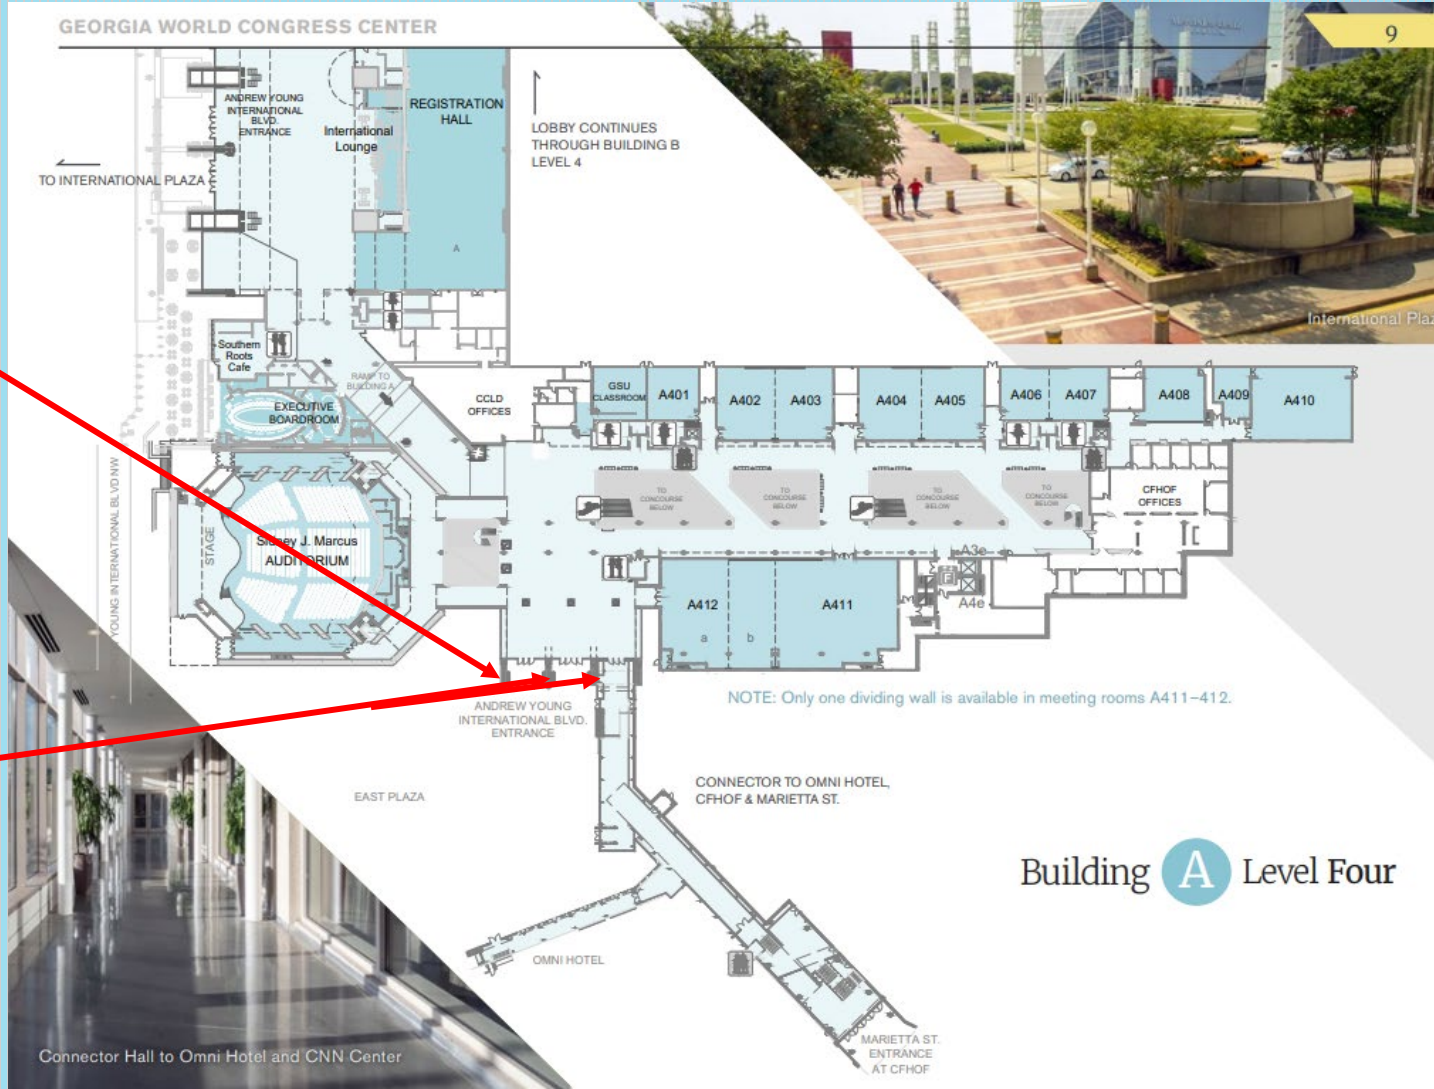 GEORGIA WORLD CONGRESS CENTER
9
ANDREW YOUNG
INTERNATIONAL
BLVD.
ENTRANCE
International
Lounge
REGISTRATION
HALL
A
LOBBY CONTINUES
THROUGH BUILDING B
LEVEL 4
TO INTERNATIONAL PLAZA
International Plaz
Southern
Roots
Cafe
RAMP TO
BUILDING A
EXECUTIVE
BOARDROOM
CCLD
OFFICES
GSU
CLASSROOM
A401
A402
A403
A404
A405
A406
A407
A408
A409
A410
YOUNG INTERNATIONAL BLVD NW
STAGE
Sidney J. Marcus
AUDITORIUM
TO
CONCOURSE
BELOW
TO
CONCOURSE
BELOW
TO
CONCOURSE
BELOW
TO
CONCOURSE
BELOW
CFHOF
OFFICES
A3e
F
A4e
A412
a
b
A411
NOTE: Only one dividing wall is available in meeting rooms A411–412.
ANDREW YOUNG
INTERNATIONAL BLVD.
ENTRANCE
EAST PLAZA
CONNECTOR TO OMNI HOTEL,
CFHOF & MARIETTA ST.
Building A Level Four
OMNI HOTEL
MARIETTA ST.
ENTRANCE
AT CFHOF
Connector Hall to Omni Hotel and CNN Center